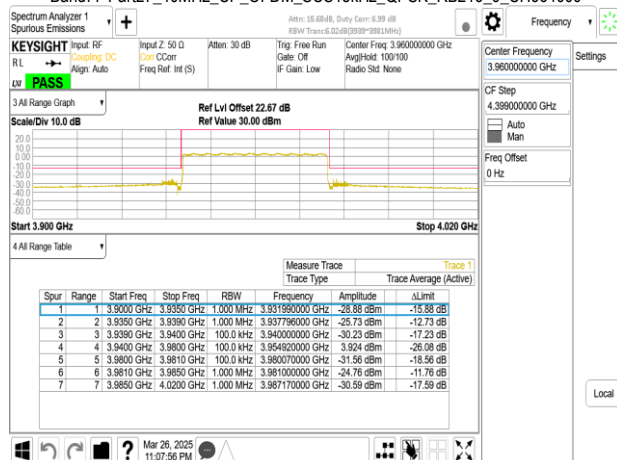 Spectrum Analyzer 1
Spurious Emissions
Attn: 15.68dB, Duty Corr: 6.99 dB
RBW Trans:6.02dB(3939~3981MHz)
Frequency
KEYSIGHT
Input: RF
Coupling: DC
Align: Auto
Input Z: 50 Ω
Corr CCorr
Freq Ref: Int (S)
Atten: 30 dB
Trig: Free Run
Gate: Off
IF Gain: Low
Center Freq: 3.960000000 GHz
Avg|Hold: 100/100
Radio Std: None
RL
PASS
Center Frequency
3.960000000 GHz
Settings
CF Step
4.399000000 GHz
Auto
Man
Freq Offset
0 Hz
3 All Range Graph
Scale/Div 10.0 dB
Ref Lvl Offset 22.67 dB
Ref Value 30.00 dBm
20.0
10.0
0.00
-10.0
-20.0
-30.0
-40.0
-50.0
-60.0
Start 3.900 GHz
Stop 4.020 GHz
4 All Range Table
Measure Trace Trace 1
Trace Type Trace Average (Active)
Spur Range Start Freq Stop Freq RBW Frequency Amplitude ΔLimit
1 1 3.9000 GHz 3.9350 GHz 1.000 MHz 3.931990000 GHz -28.88 dBm -15.88 dB
2 2 3.9350 GHz 3.9390 GHz 1.000 MHz 3.937796000 GHz -25.73 dBm -12.73 dB
3 3 3.9390 GHz 3.9400 GHz 100.0 kHz 3.940000000 GHz -30.23 dBm -17.23 dB
4 4 3.9400 GHz 3.9800 GHz 100.0 kHz 3.954920000 GHz 3.924 dBm -26.08 dB
5 5 3.9800 GHz 3.9810 GHz 100.0 kHz 3.980070000 GHz -31.56 dBm -18.56 dB
6 6 3.9810 GHz 3.9850 GHz 1.000 MHz 3.981000000 GHz -24.76 dBm -11.76 dB
7 7 3.9850 GHz 4.0200 GHz 1.000 MHz 3.987170000 GHz -30.59 dBm -17.59 dB
Local
?
Mar 26, 2025
11:07:56 PM